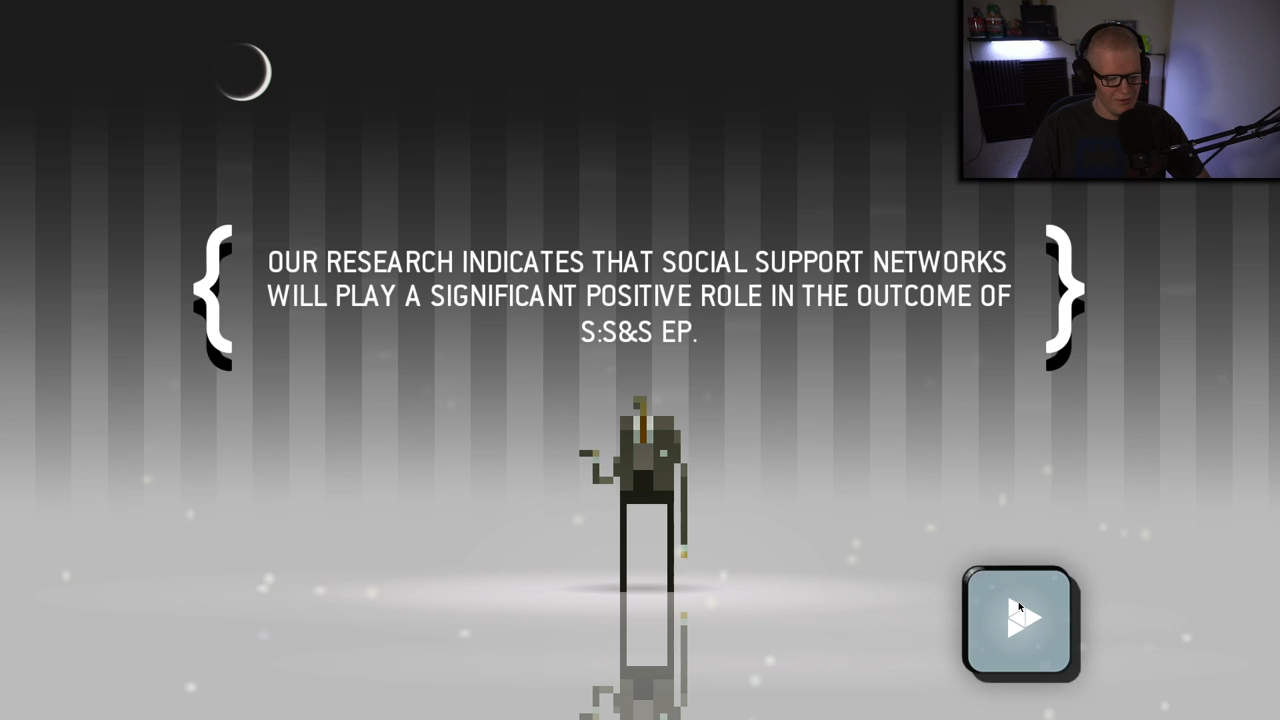 OUR RESEARCH INDICATES THAT SOCIAL SUPPORT NETWORKS
WILL PLAY A SIGNIFICANT POSITIVE ROLE IN THE OUTCOME OF
S:S&S EP.